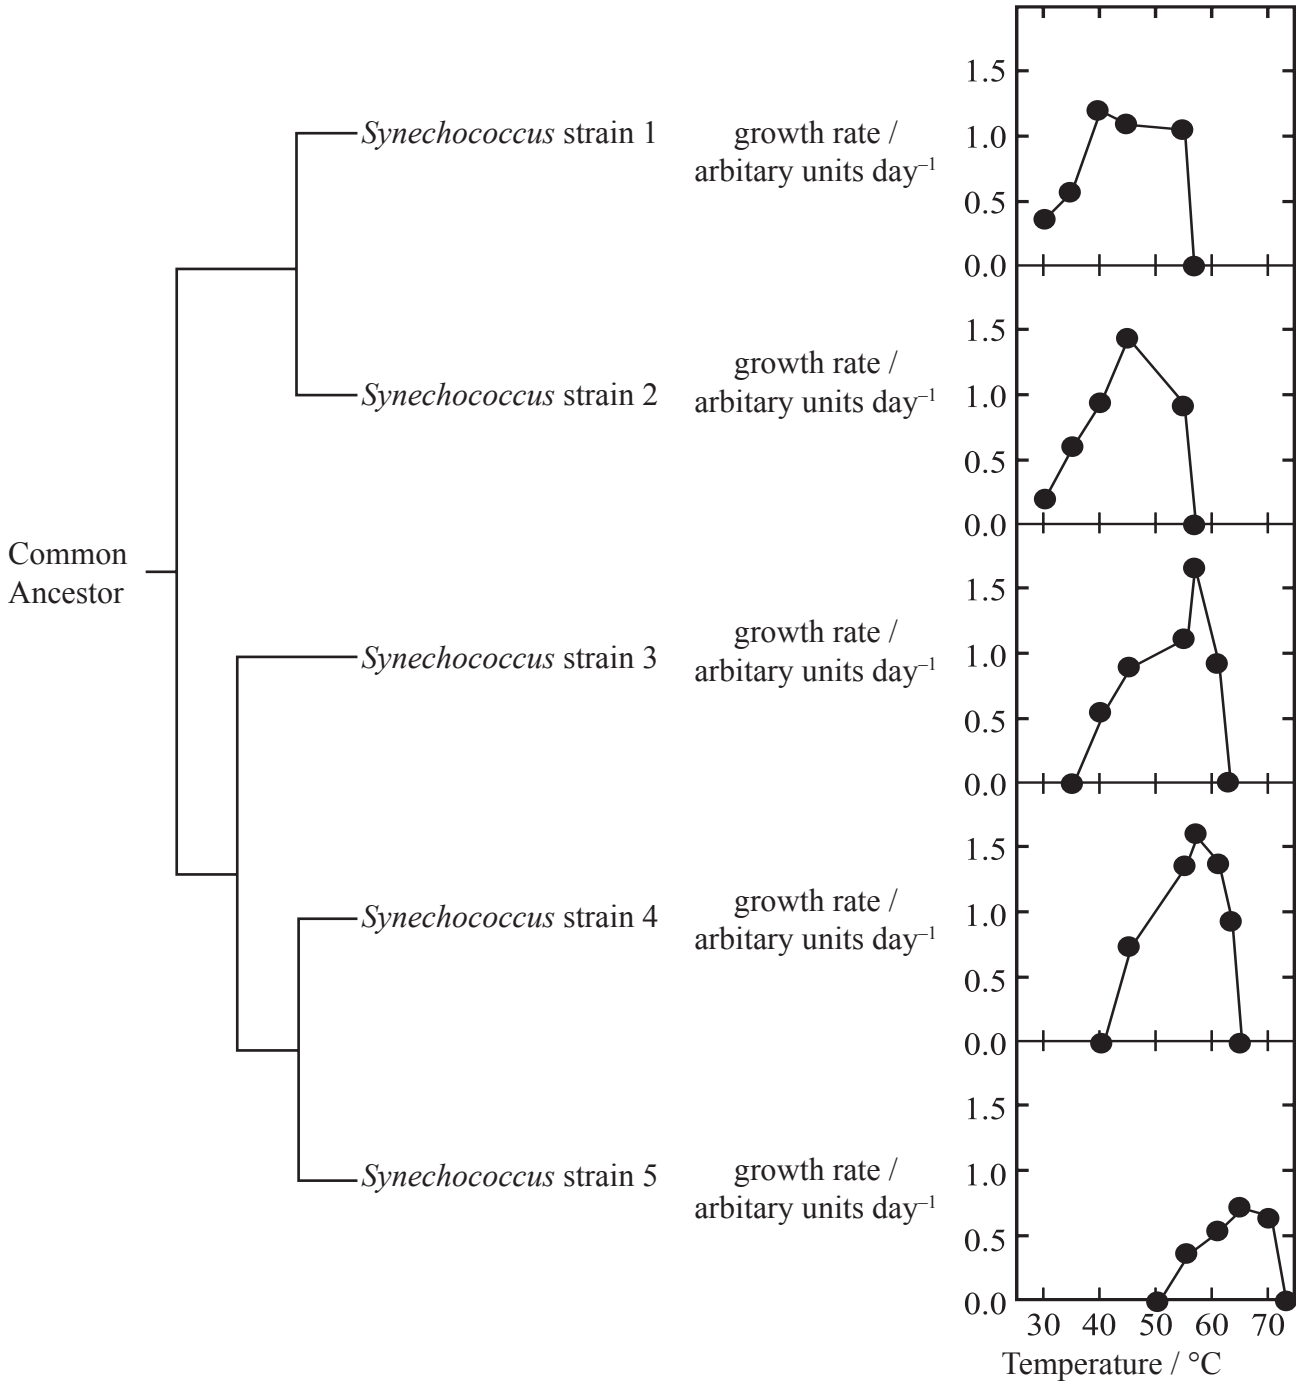 1.5
Synechococcus strain 1
growth rate /
arbitary units day⁻¹
1.0
0.5
0.0
1.5
growth rate /
Synechococcus strain 2
arbitary units day⁻¹
1.0
0.5
0.0
Common
Ancestor
1.5
growth rate /
Synechococcus strain 3
arbitary units day⁻¹
1.0
0.5
0.0
1.5
growth rate /
Synechococcus strain 4
arbitary units day⁻¹
1.0
0.5
0.0
1.5
growth rate /
Synechococcus strain 5
arbitary units day⁻¹
1.0
0.5
0.0
30 40 50 60 70
Temperature / °C